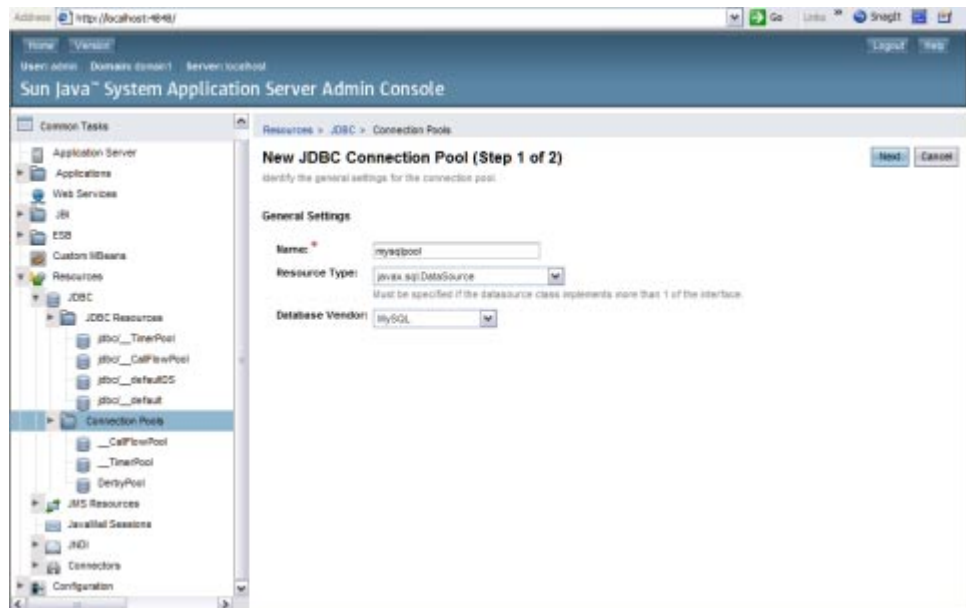 Address http://localhost:4848/ Go Links » SnagIt
Home Version Logout Help
User: admin Domain: domain1 Server: localhost
Sun Java™ System Application Server Admin Console
Common Tasks
Application Server
Applications
Web Services
JBI
ESB
Custom MBeans
Resources
JDBC
JDBC Resources
jdbc/__TimerPool
jdbc/__CallFlowPool
jdbc/__defaultDS
jdbc/__default
Connection Pools
__CallFlowPool
__TimerPool
DerbyPool
JMS Resources
JavaMail Sessions
JNDI
Connectors
Configuration
Resources > JDBC > Connection Pools
New JDBC Connection Pool (Step 1 of 2)
Next Cancel
Identify the general settings for the connection pool.
General Settings
Name: * mysqlpool
Resource Type: javax.sql.DataSource
Must be specified if the datasource class implements more than 1 of the interface.
Database Vendor: MySQL